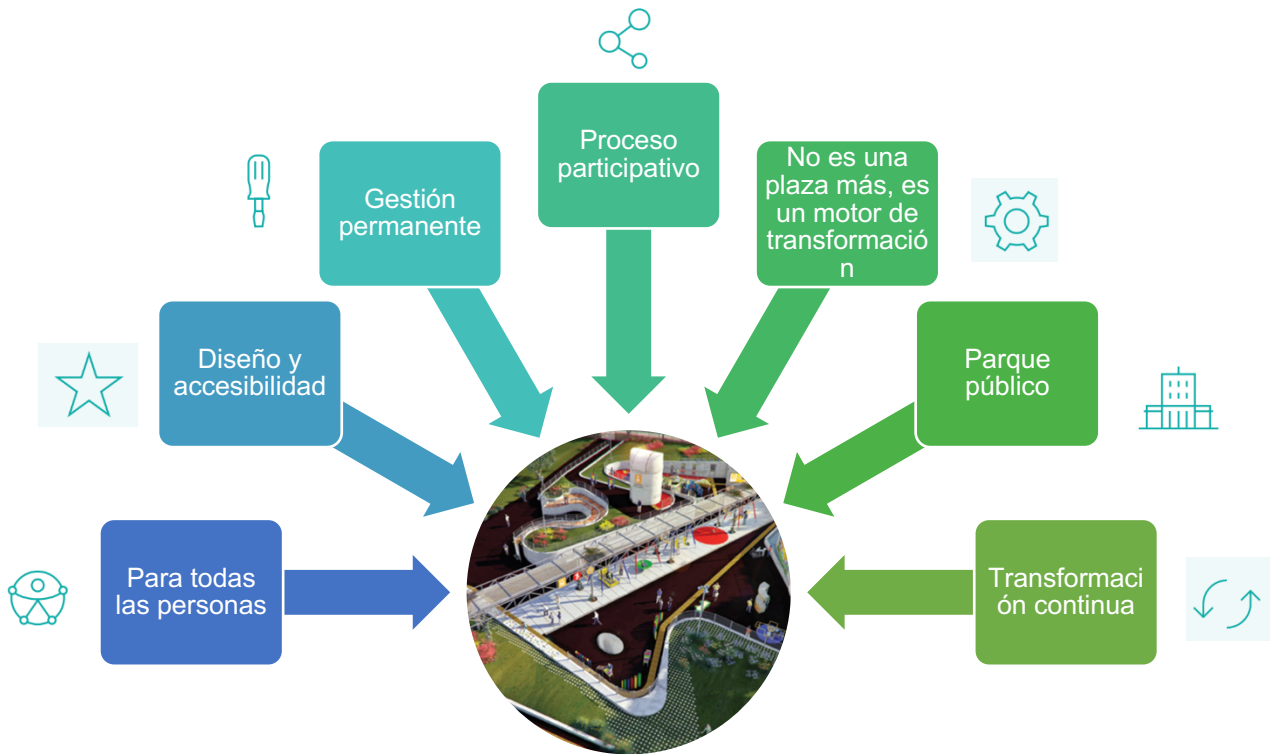 Proceso
participativo
No es una
plaza más, es
un motor de
transformació
n
Gestión
permanente
Diseño y
accesibilidad
Parque
público
Para todas
las personas
Transformaci
ón continua